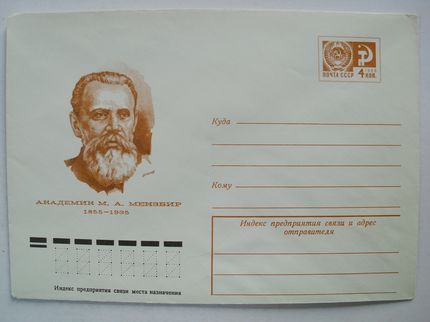 ПОЧТА СССР
4 КОП.
Куда
Кому
АКАДЕМИК М. А. МЕНЗБИР
1855–1935
Индекс предприятия связи и адрес
отправителя
Индекс предприятия связи места назначения